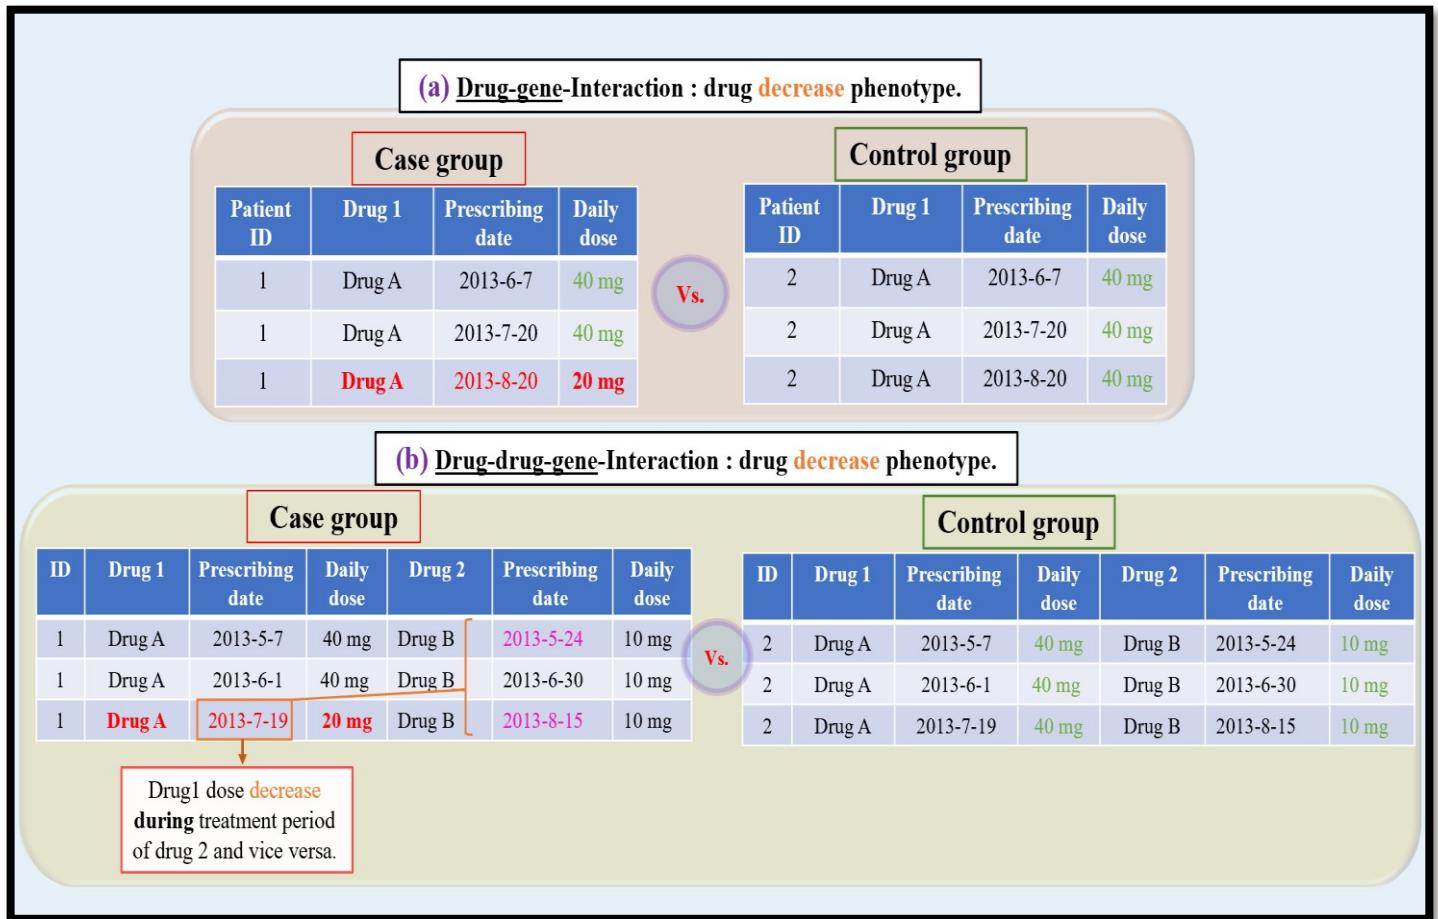 (a) Drug-gene-Interaction : drug decrease phenotype.
Case group
Patient ID Drug 1 Prescribing date Daily dose
1 Drug A 2013-6-7 40 mg
1 Drug A 2013-7-20 40 mg
1 Drug A 2013-8-20 20 mg
Vs.
Control group
Patient ID Drug 1 Prescribing date Daily dose
2 Drug A 2013-6-7 40 mg
2 Drug A 2013-7-20 40 mg
2 Drug A 2013-8-20 40 mg
(b) Drug-drug-gene-Interaction : drug decrease phenotype.
Case group
ID Drug 1 Prescribing date Daily dose Drug 2 Prescribing date Daily dose
1 Drug A 2013-5-7 40 mg Drug B 2013-5-24 10 mg
1 Drug A 2013-6-1 40 mg Drug B 2013-6-30 10 mg
1 Drug A 2013-7-19 20 mg Drug B 2013-8-15 10 mg
Drug1 dose decrease
during treatment period
of drug 2 and vice versa.
Vs.
Control group
ID Drug 1 Prescribing date Daily dose Drug 2 Prescribing date Daily dose
2 Drug A 2013-5-7 40 mg Drug B 2013-5-24 10 mg
2 Drug A 2013-6-1 40 mg Drug B 2013-6-30 10 mg
2 Drug A 2013-7-19 40 mg Drug B 2013-8-15 10 mg